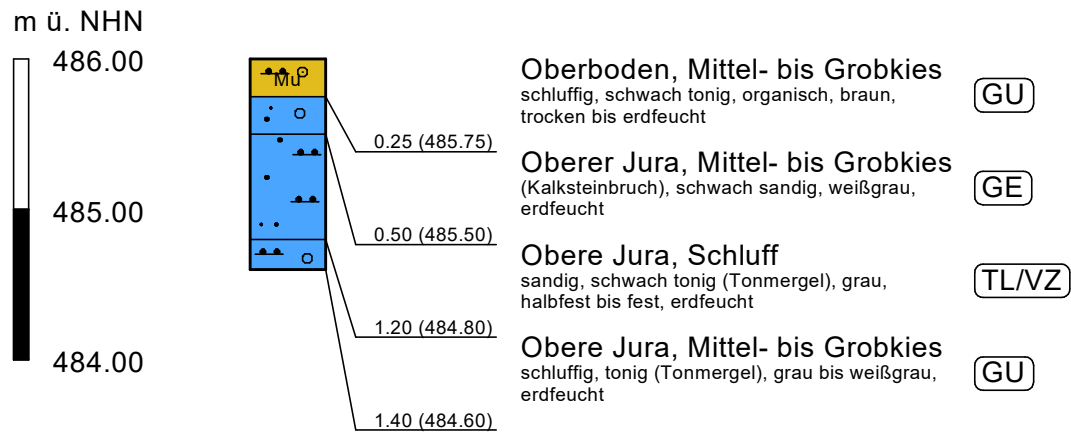 m ü. NHN
486.00
485.00
484.00
Mu
Oberboden, Mittel- bis Grobkies
schluffig, schwach tonig, organisch, braun,
trocken bis erdfeucht
GU
0.25 (485.75)
Oberer Jura, Mittel- bis Grobkies
(Kalksteinbruch), schwach sandig, weißgrau,
erdfeucht
GE
0.50 (485.50)
Obere Jura, Schluff
sandig, schwach tonig (Tonmergel), grau,
halbfest bis fest, erdfeucht
TL/VZ
1.20 (484.80)
Obere Jura, Mittel- bis Grobkies
schluffig, tonig (Tonmergel), grau bis weißgrau,
erdfeucht
GU
1.40 (484.60)